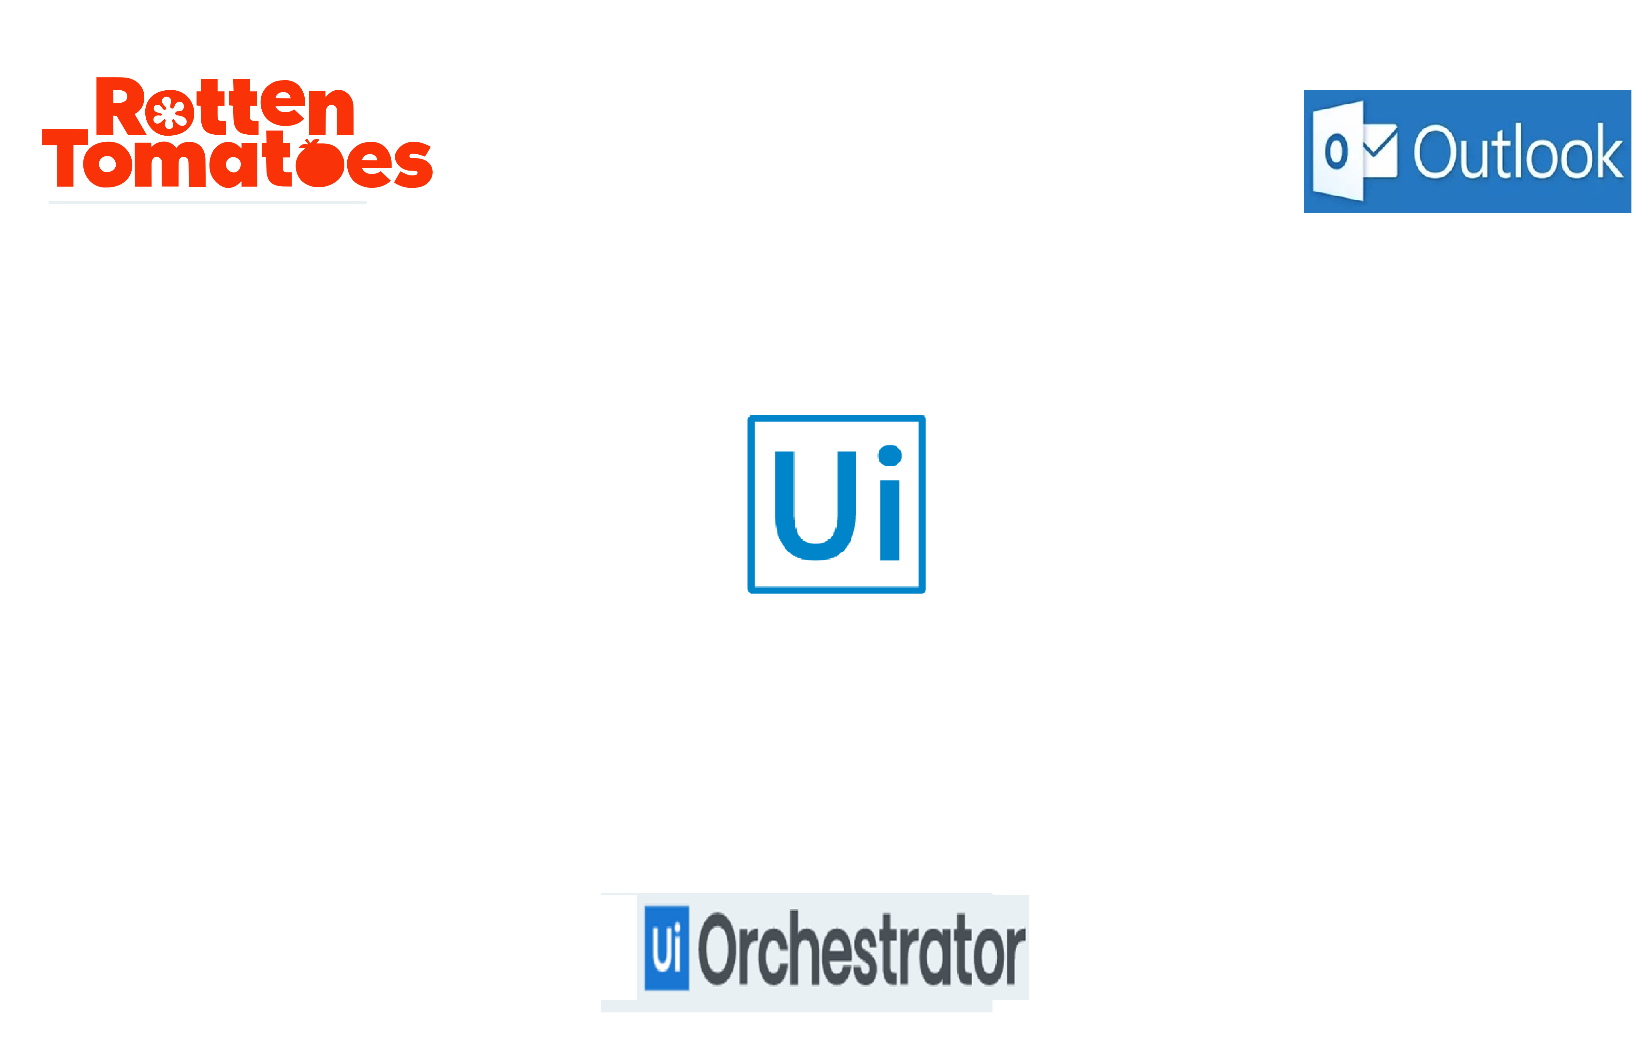 Rotten
Tomatoes
O Outlook
Ui
Ui Orchestrator